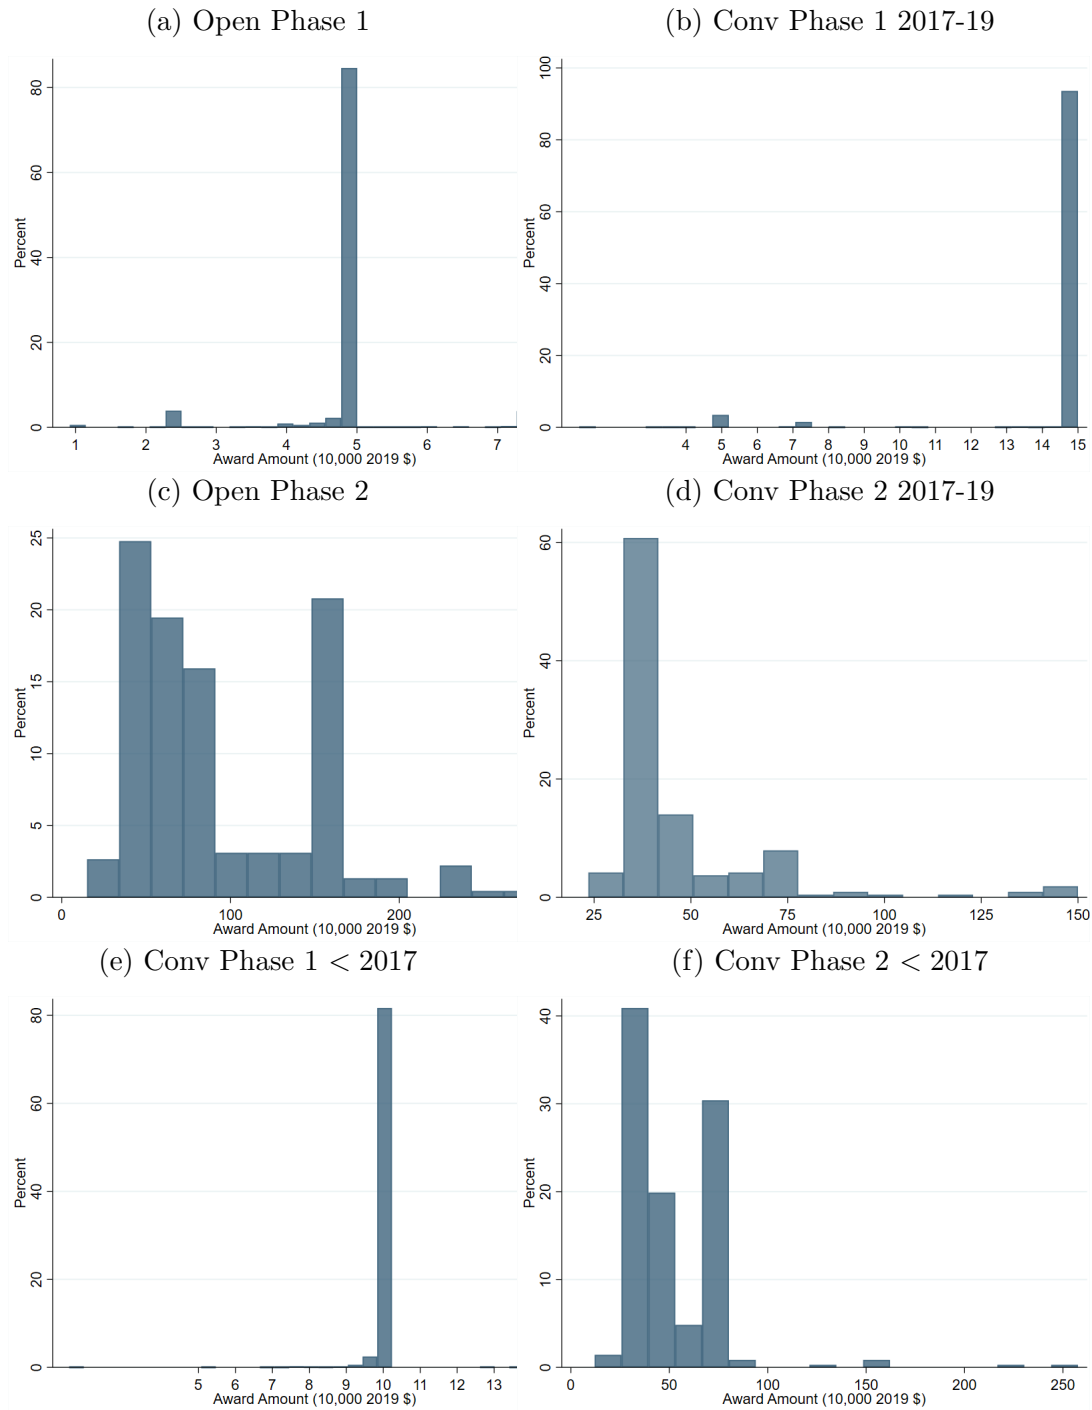 (a) Open Phase 1
Percent
0 20 40 60 80
1 2 3 4 5 6 7
Award Amount (10,000 2019 $)
(b) Conv Phase 1 2017-19
Percent
0 20 40 60 80 100
4 5 6 7 8 9 10 11 12 13 14 15
Award Amount (10,000 2019 $)
(c) Open Phase 2
Percent
0 5 10 15 20 25
0 100 200
Award Amount (10,000 2019 $)
(d) Conv Phase 2 2017-19
Percent
0 20 40 60
25 50 75 100 125 150
Award Amount (10,000 2019 $)
(e) Conv Phase 1 < 2017
Percent
0 20 40 60 80
5 6 7 8 9 10 11 12 13
Award Amount (10,000 2019 $)
(f) Conv Phase 2 < 2017
Percent
0 10 20 30 40
0 50 100 150 200 250
Award Amount (10,000 2019 $)